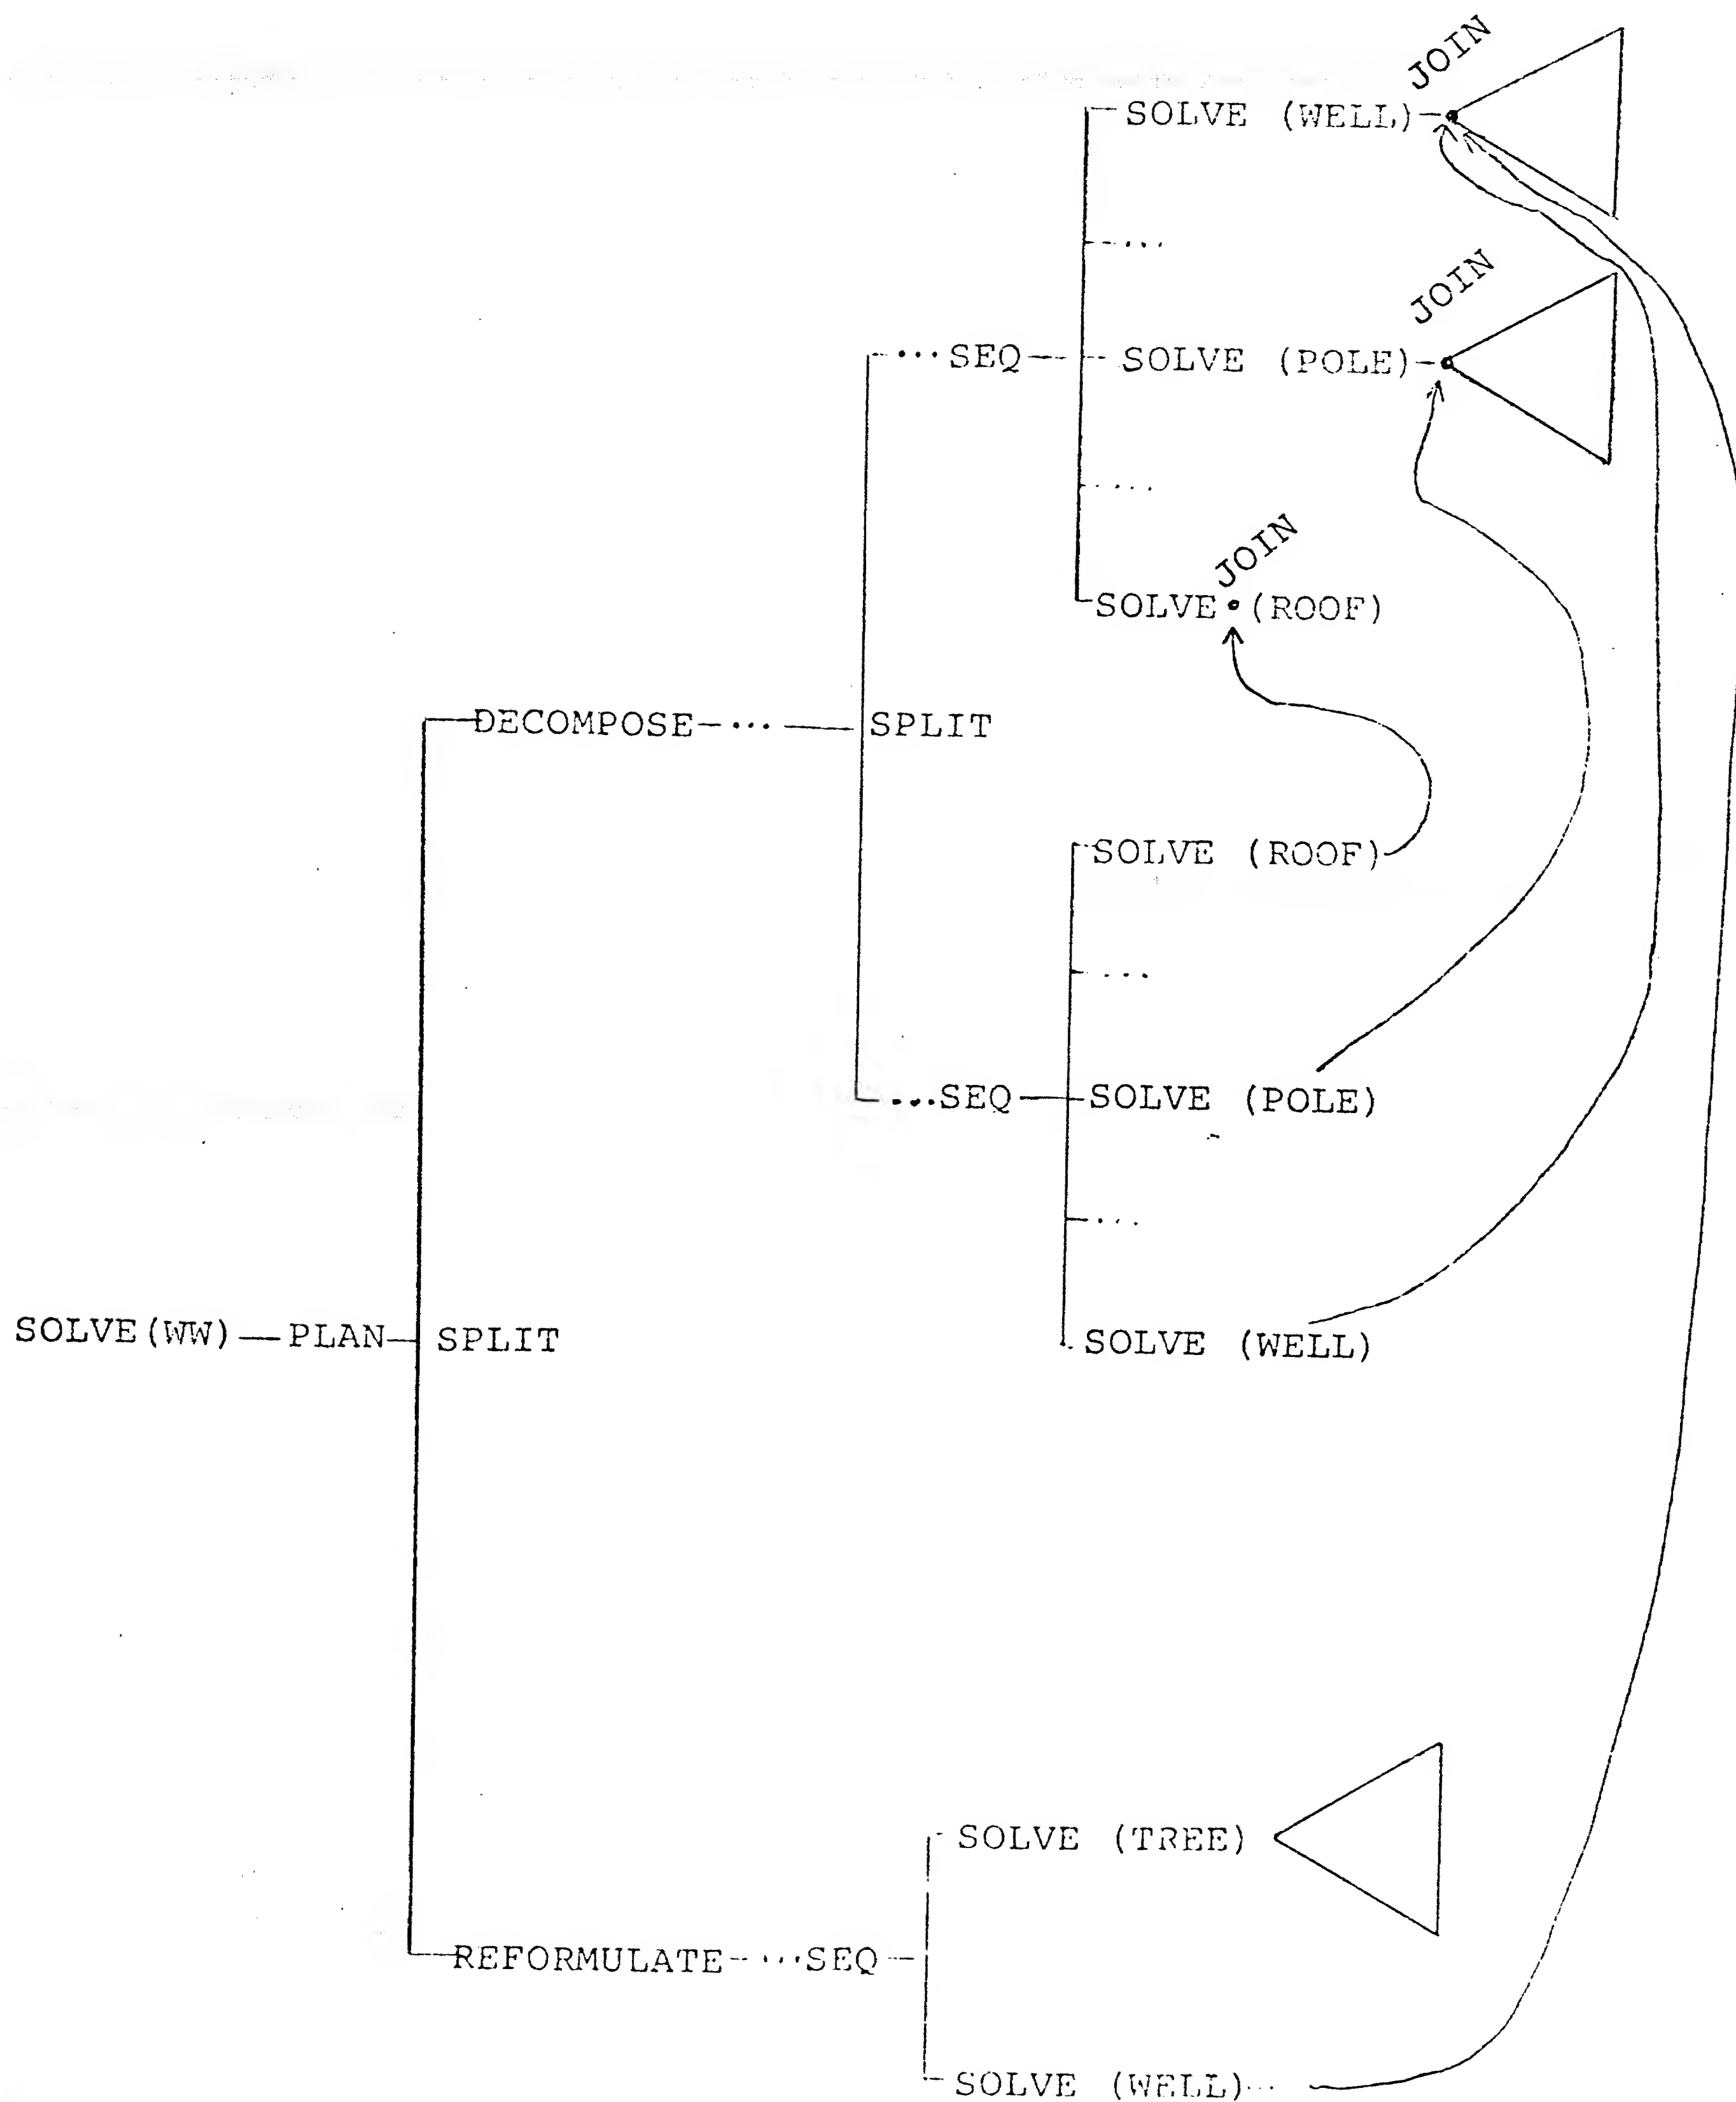 JOIN
SOLVE (WELL)
...
JOIN
...SEQ SOLVE (POLE)
...
JOIN
SOLVE (ROOF)
DECOMPOSE ... SPLIT
SOLVE (ROOF)
...
...SEQ SOLVE (POLE)
...
SOLVE(WW) PLAN SPLIT
SOLVE (WELL)
SOLVE (TREE)
REFORMULATE ...SEQ
SOLVE (WELL)...